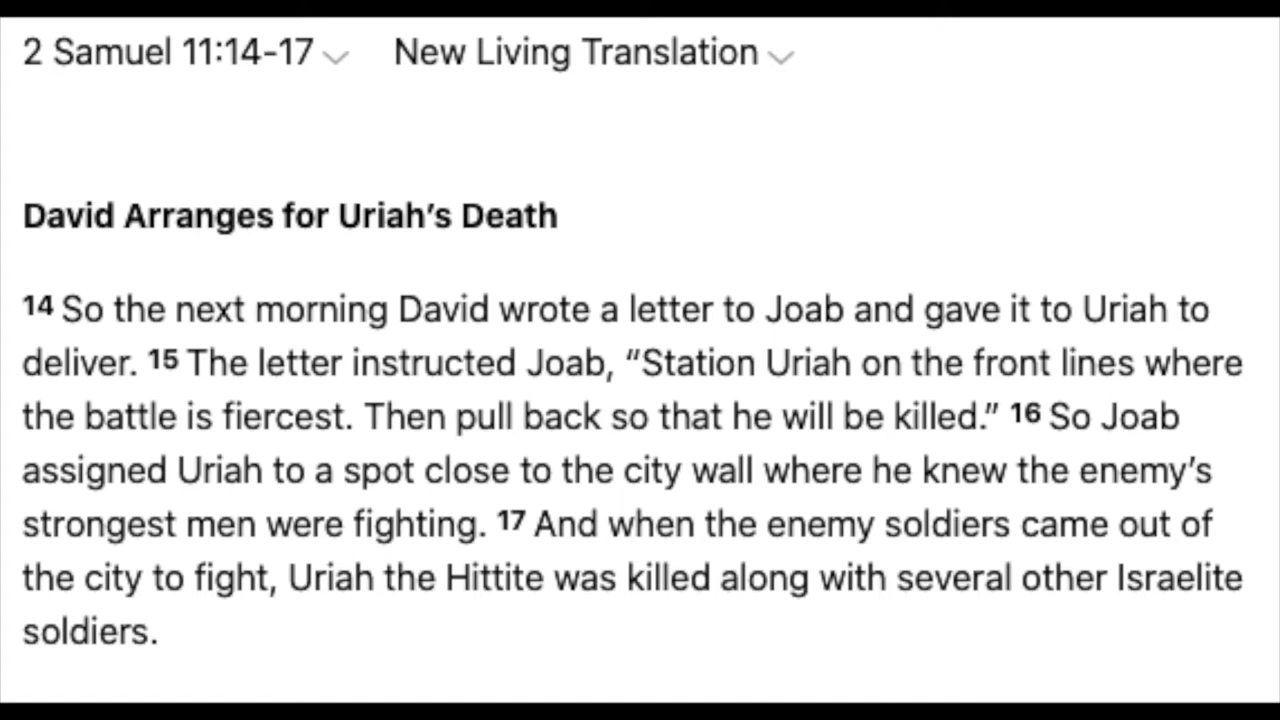 2 Samuel 11:14-17 New Living Translation
David Arranges for Uriah’s Death
14 So the next morning David wrote a letter to Joab and gave it to Uriah to
deliver. 15 The letter instructed Joab, “Station Uriah on the front lines where
the battle is fiercest. Then pull back so that he will be killed.” 16 So Joab
assigned Uriah to a spot close to the city wall where he knew the enemy’s
strongest men were fighting. 17 And when the enemy soldiers came out of
the city to fight, Uriah the Hittite was killed along with several other Israelite
soldiers.